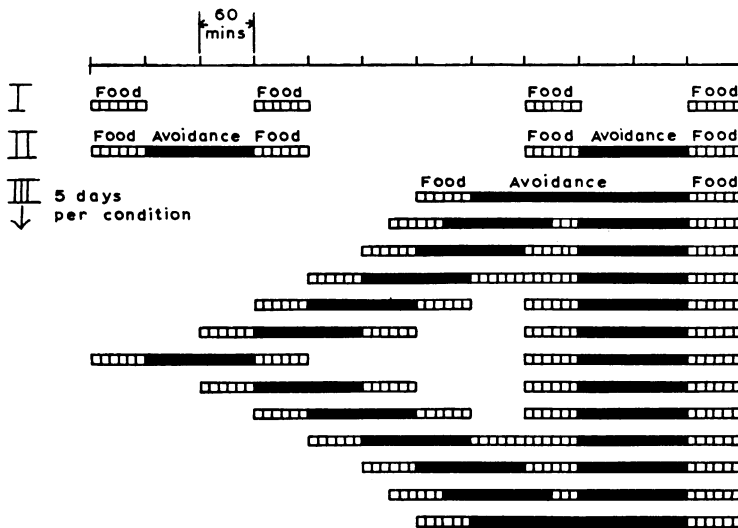 60
mins
I Food Food Food Food
II Food Avoidance Food Food Avoidance Food
III Food Avoidance Food
5 days
per condition